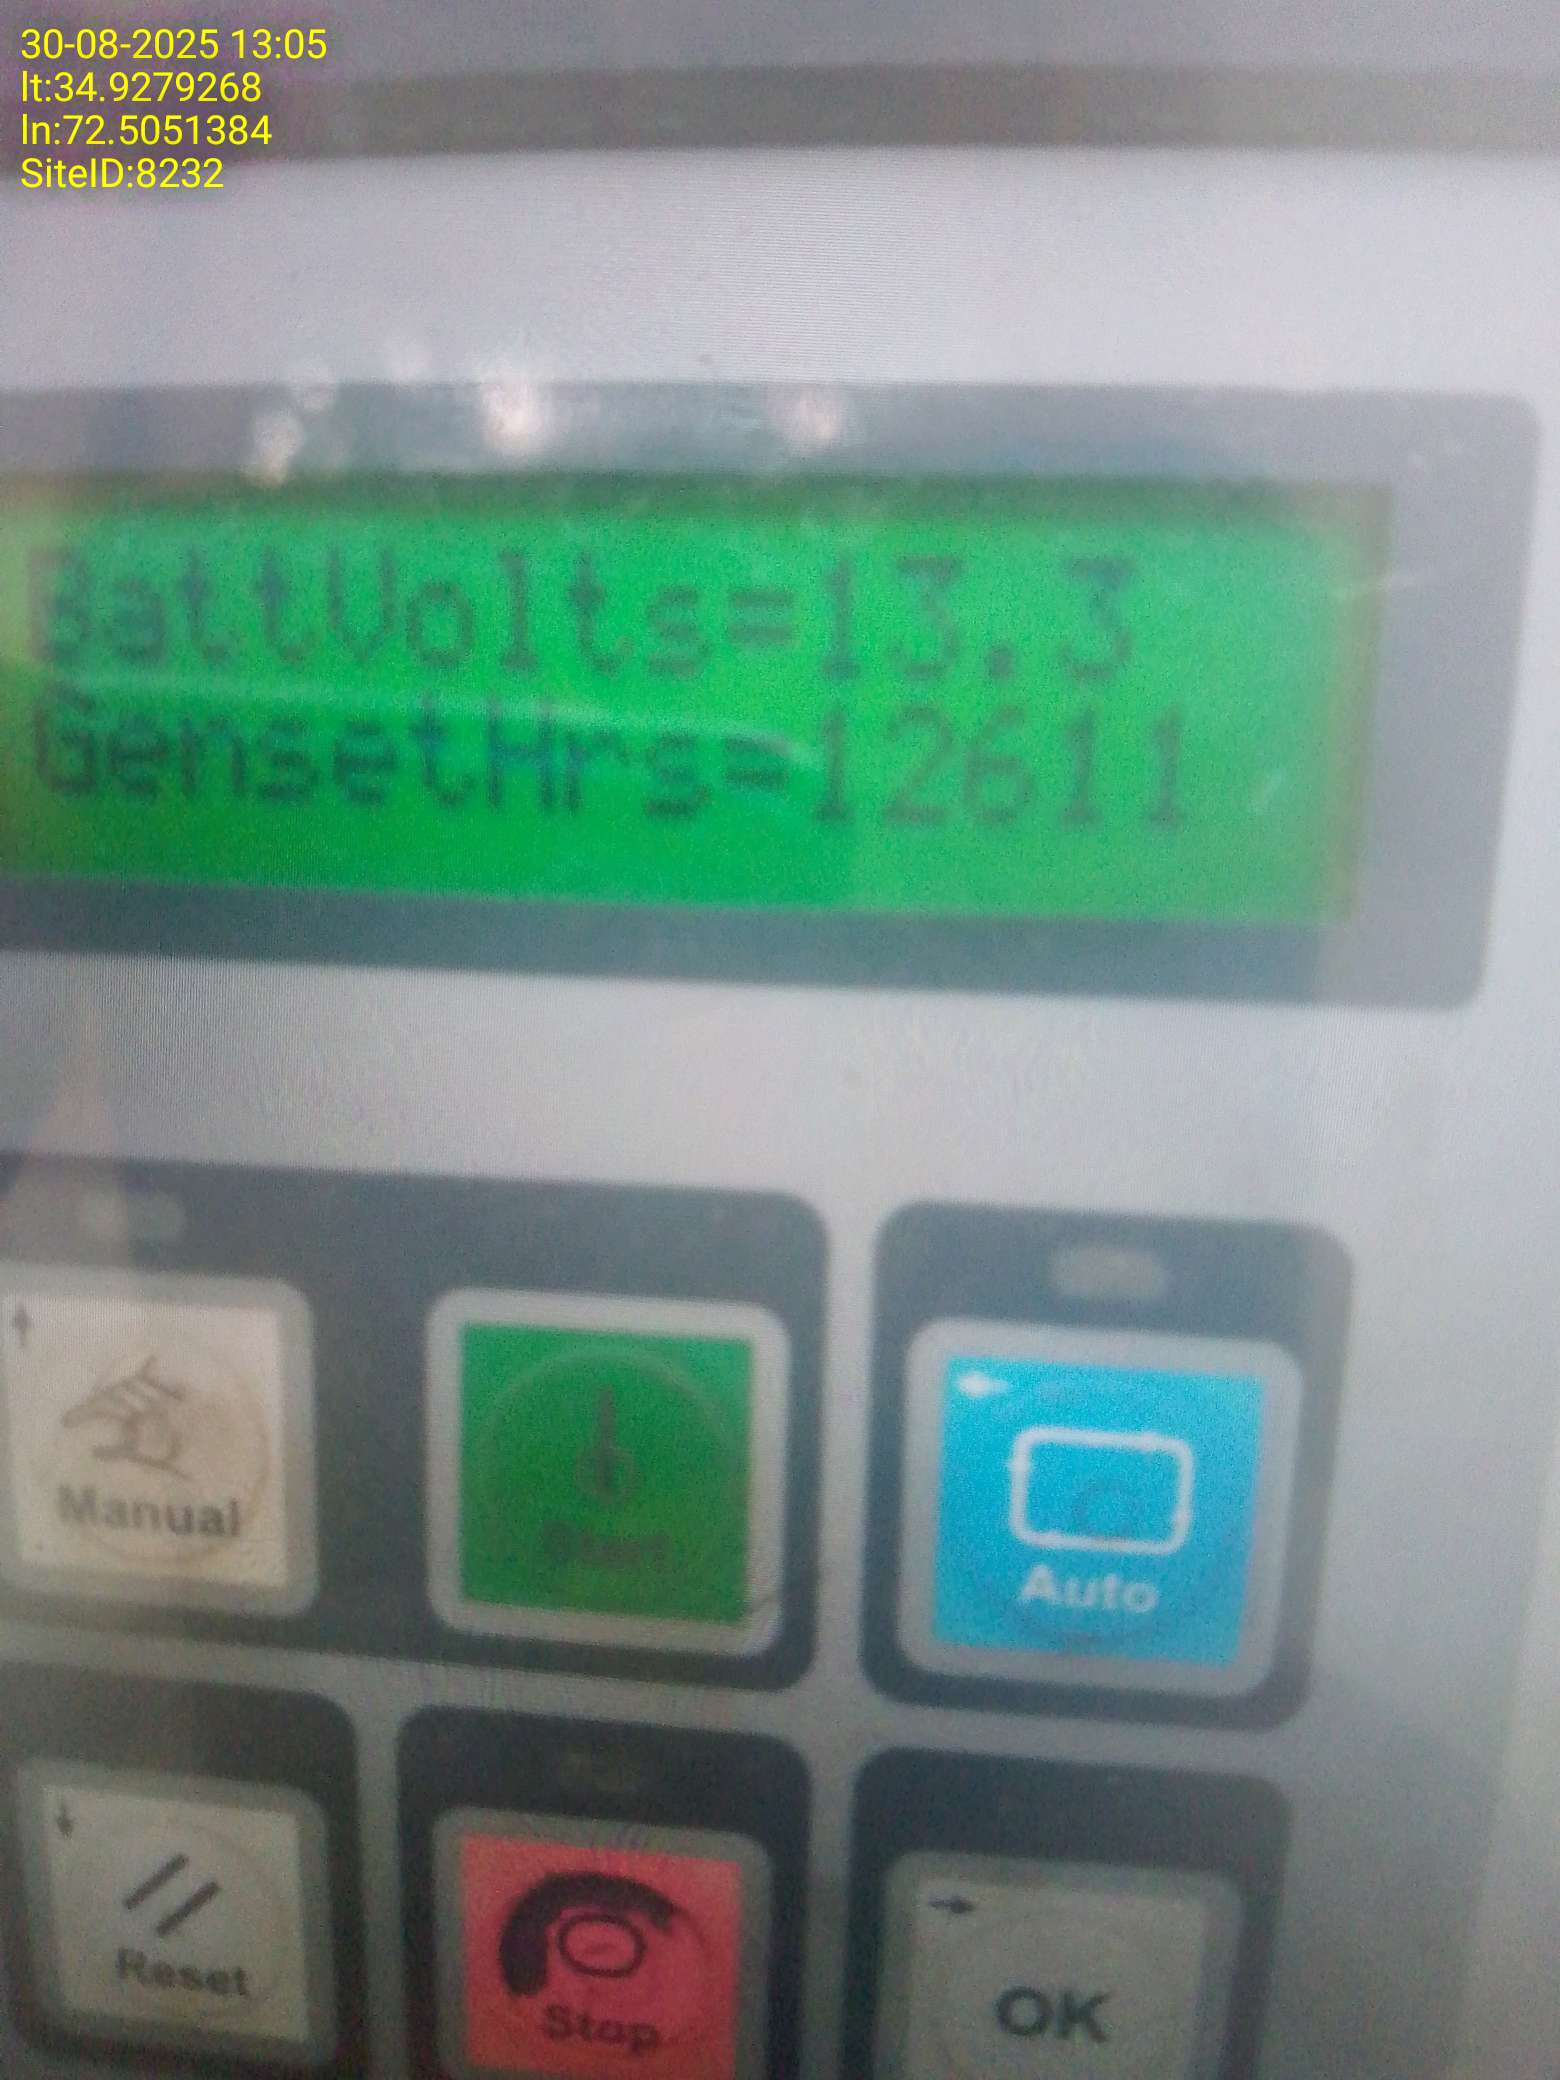 30-08-2025 13:05
lt:34.9279268
ln:72.5051384
SiteID:8232
BattVolts=13.3
GensetHrs=12611
Manual
Start
Auto
Reset
Stop
OK